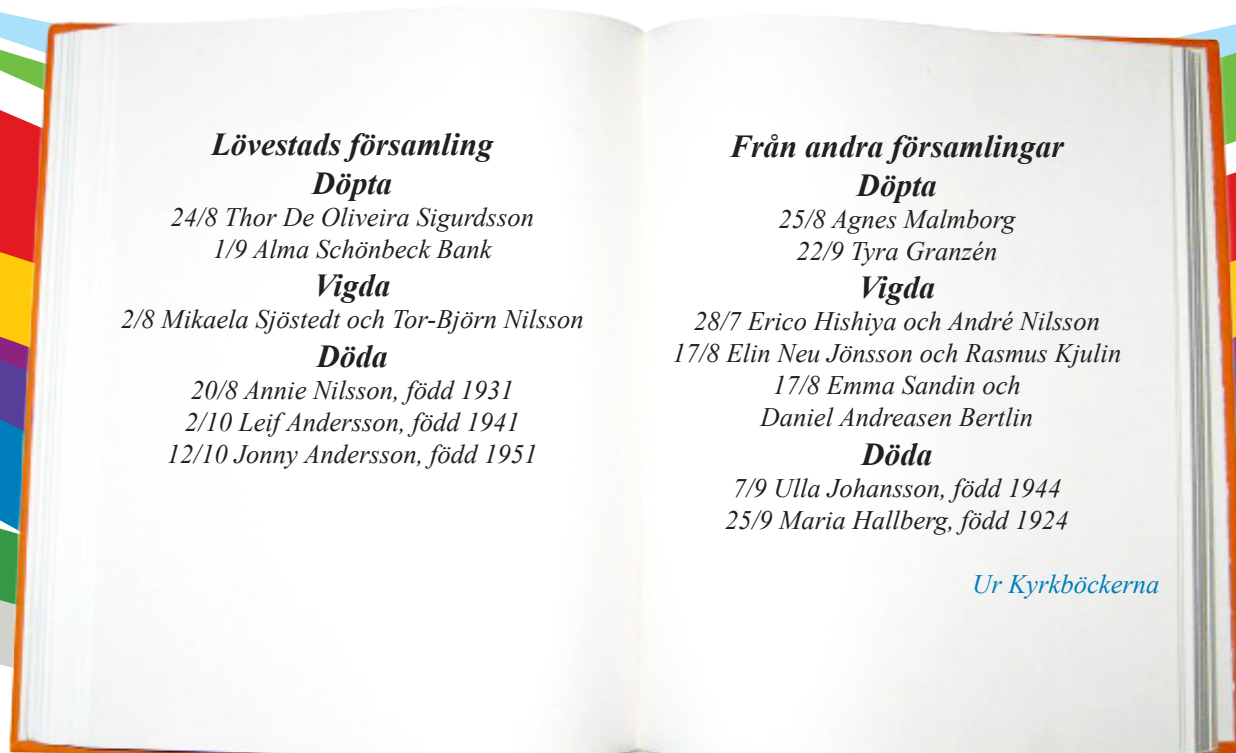 Lövestads församling
Döpta
24/8 Thor De Oliveira Sigurdsson
1/9 Alma Schönbeck Bank
Vigda
2/8 Mikaela Sjöstedt och Tor-Björn Nilsson
Döda
20/8 Annie Nilsson, född 1931
2/10 Leif Andersson, född 1941
12/10 Jonny Andersson, född 1951
Från andra församlingar
Döpta
25/8 Agnes Malmborg
22/9 Tyra Granzén
Vigda
28/7 Erico Hishiya och André Nilsson
17/8 Elin Neu Jönsson och Rasmus Kjulin
17/8 Emma Sandin och
Daniel Andreasen Bertlin
Döda
7/9 Ulla Johansson, född 1944
25/9 Maria Hallberg, född 1924
Ur Kyrkböckerna